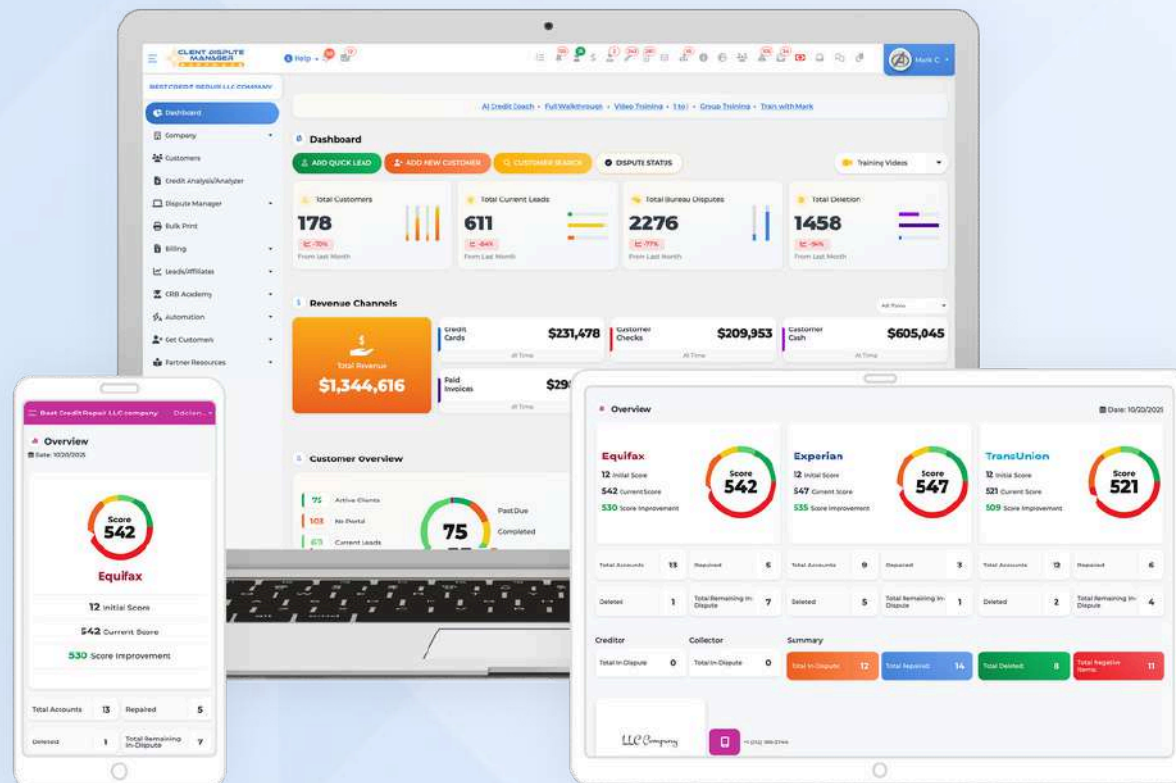 CLIENT DISPUTE
MANAGER
SOFTWARE
Help
Mark C
BEST CREDIT REPAIR LLC COMPANY
AI Credit Coach • Full Walkthrough • Video Training • 1 to 1 • Group Training • Train with Mark
Dashboard
Company
Customers
Credit Analysis/Analyzer
Dispute Manager
Bulk Print
Billing
Leads/Affiliates
CRB Academy
Automation
Get Customers
Partner Resources
Dashboard
ADD QUICK LEAD
ADD NEW CUSTOMER
CUSTOMER SEARCH
DISPUTE STATUS
Training Videos
Total Customers
178
-70%
From Last Month
Total Current Leads
611
-84%
From Last Month
Total Bureau Disputes
2276
-77%
From Last Month
Total Deletion
1458
From Last Month
Revenue Channels
Total Revenue
$1,344,616
Credit
Cards
$231,478
All Time
Customer
Checks
$209,953
All Time
Customer
Cash
$605,045
All Time
Paid
Invoices
All Time
Customer Overview
75 Active Clients
103 No Portal
Current Leads
75
Past Due
Completed
Best Credit Repair LLC company
Overview
Date: 10/20/2025
Score
542
Equifax
12 Initial Score
542 Current Score
530 Score Improvement
Total Accounts 13 Repaired 5
Deleted 1 Total Remaining In-Dispute 7
Overview
Date: 10/20/2025
Equifax
12 Initial Score
542 Current Score
530 Score Improvement
Score
542
Experian
12 Initial Score
547 Current Score
535 Score Improvement
Score
547
TransUnion
12 Initial Score
521 Current Score
509 Score Improvement
Score
521
Total Accounts 13 Repaired 5 Total Accounts 9 Repaired 3 Total Accounts 12 Repaired 6
Deleted 1 Total Remaining In-Dispute 7 Deleted 5 Total Remaining In-Dispute 1 Deleted 2 Total Remaining In-Dispute 4
Creditor
Collector
Summary
Total In-Dispute 0
Total In-Dispute 0
Total In-Dispute: 12
Total Repaired: 14
Total Deleted: 8
Total Negative Items: 11
LLC Company